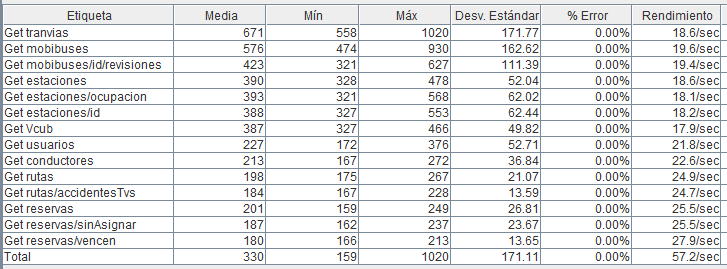 Etiqueta Media Mín Máx Desv. Estándar % Error Rendimiento
Get tranvias 671 558 1020 171.77 0.00% 18.6/sec
Get mobibuses 576 474 930 162.62 0.00% 19.6/sec
Get mobibuses/id/revisiones 423 321 627 111.39 0.00% 19.4/sec
Get estaciones 390 328 478 52.04 0.00% 18.6/sec
Get estaciones/ocupacion 393 321 568 62.02 0.00% 18.1/sec
Get estaciones/id 388 327 553 62.44 0.00% 18.2/sec
Get Vcub 387 327 466 49.82 0.00% 17.9/sec
Get usuarios 227 172 376 52.71 0.00% 21.8/sec
Get conductores 213 167 272 36.84 0.00% 22.6/sec
Get rutas 198 175 267 21.07 0.00% 24.9/sec
Get rutas/accidentesTvs 184 167 228 13.59 0.00% 24.7/sec
Get reservas 201 159 249 26.81 0.00% 25.5/sec
Get reservas/sinAsignar 187 162 237 23.67 0.00% 25.5/sec
Get reservas/vencen 180 166 213 13.65 0.00% 27.9/sec
Total 330 159 1020 171.11 0.00% 57.2/sec